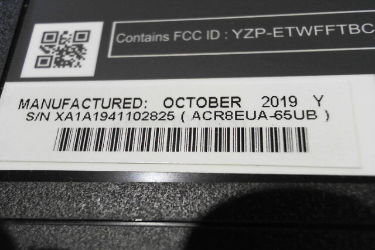 Contains FCC ID : YZP-ETWFFTBC
MANUFACTURED: OCTOBER 2019 Y
S/N XA1A1941102825 ( ACR8EUA-65UB )